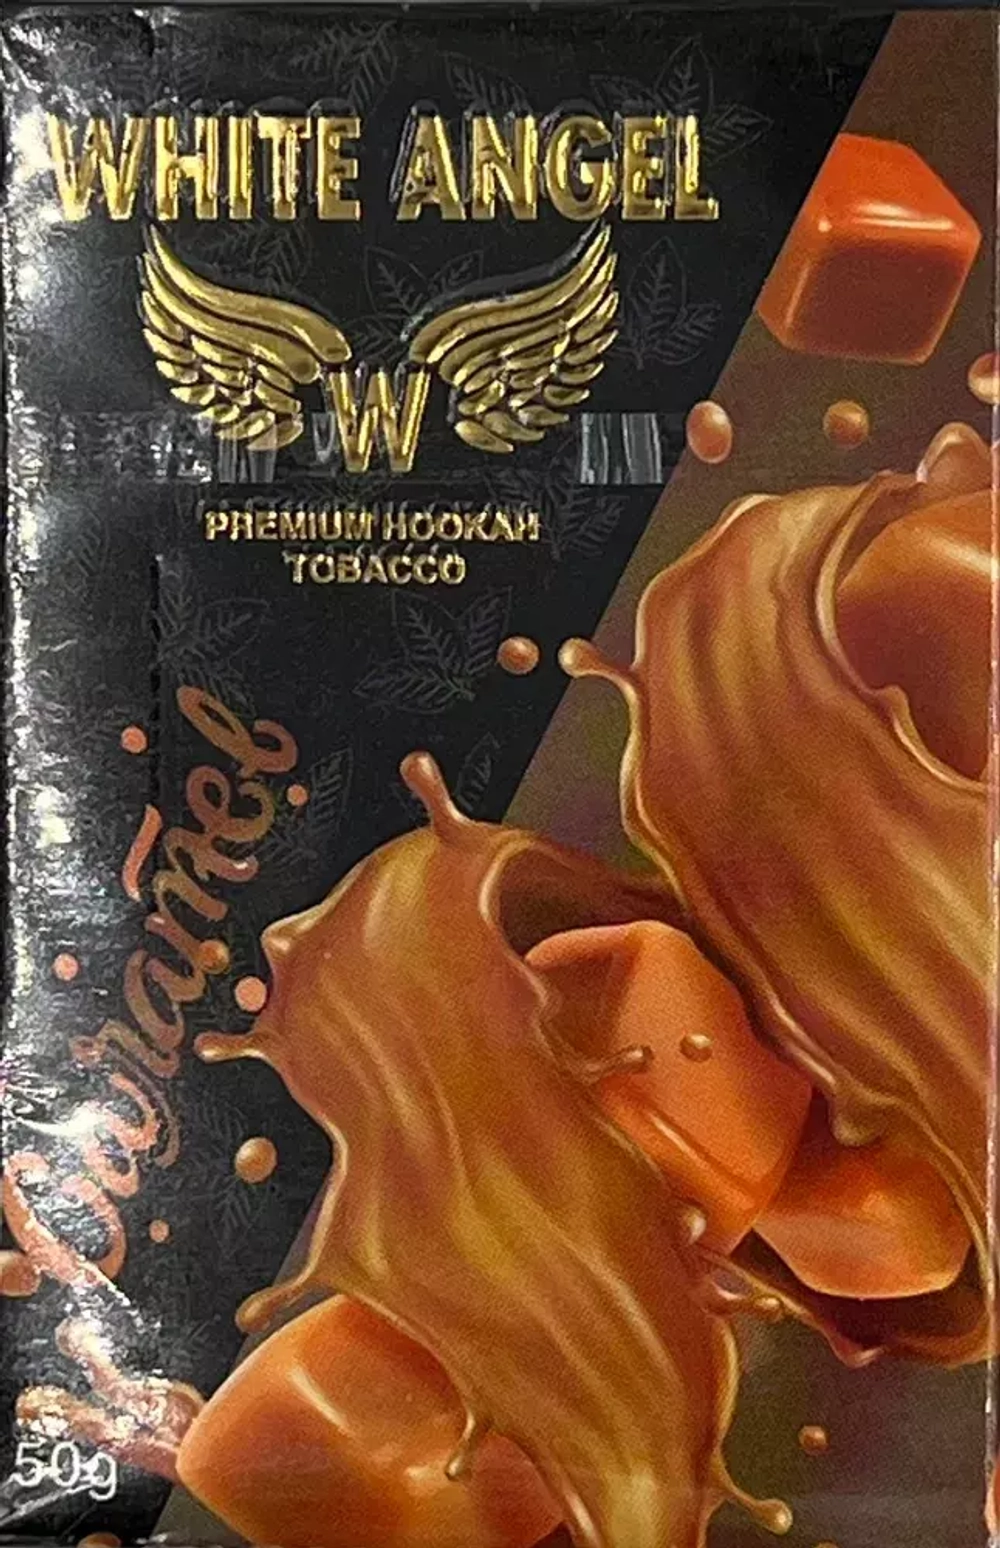 WHITE ANGEL
W
PREMIUM HOOKAH
TOBACCO
Caramel
50g